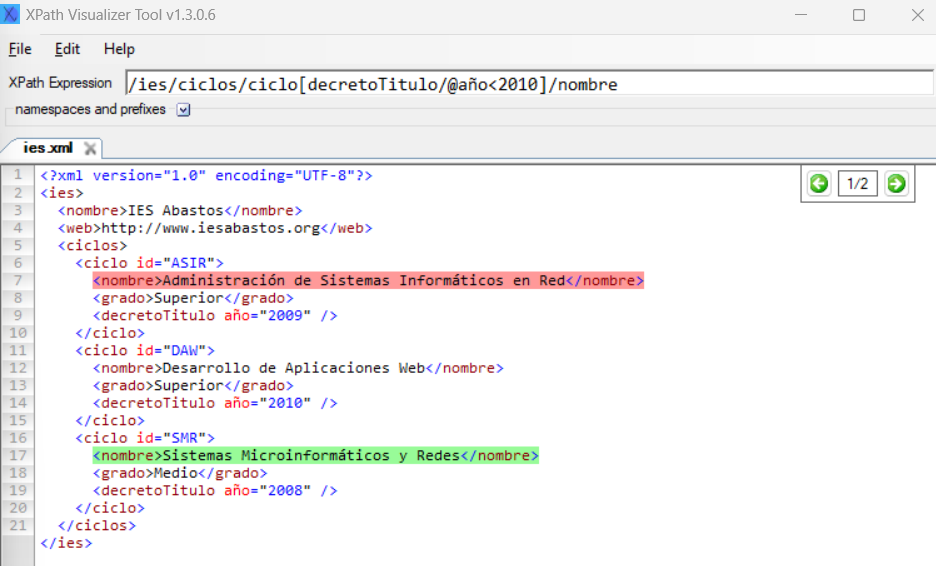 XPath Visualizer Tool v1.3.0.6
File Edit Help
XPath Expression /ies/ciclos/ciclo[decretoTitulo/@año<2010]/nombre
namespaces and prefixes
ies.xml
1 <?xml version="1.0" encoding="UTF-8"?>
1/2
2 <ies>
3 <nombre>IES Abastos</nombre>
4 <web>http://www.iesabastos.org</web>
5 <ciclos>
6 <ciclo id="ASIR">
7 <nombre>Administración de Sistemas Informáticos en Red</nombre>
8 <grado>Superior</grado>
9 <decretoTitulo año="2009" />
10 </ciclo>
11 <ciclo id="DAW">
12 <nombre>Desarrollo de Aplicaciones Web</nombre>
13 <grado>Superior</grado>
14 <decretoTitulo año="2010" />
15 </ciclo>
16 <ciclo id="SMR">
17 <nombre>Sistemas Microinformáticos y Redes</nombre>
18 <grado>Medio</grado>
19 <decretoTitulo año="2008" />
20 </ciclo>
21 </ciclos>
</ies>